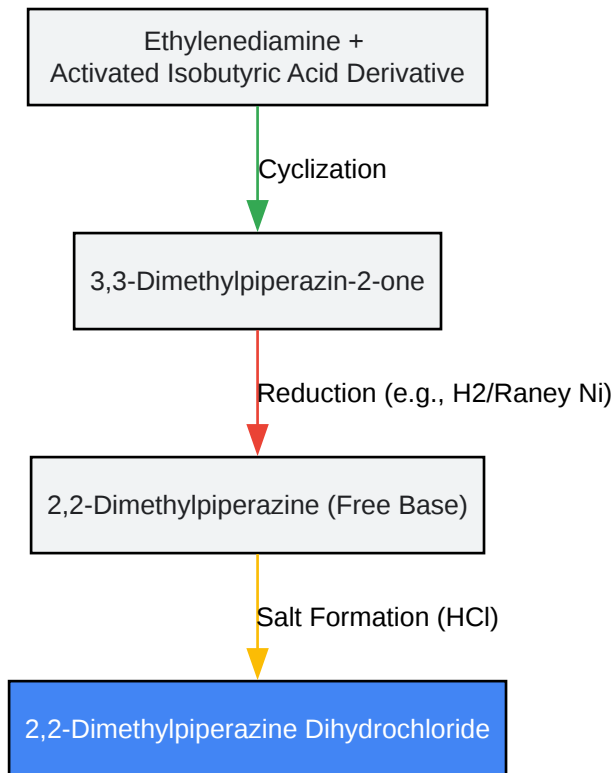 Ethylenediamine +
Activated Isobutyric Acid Derivative
Cyclization
3,3-Dimethylpiperazin-2-one
Reduction (e.g., H2/Raney Ni)
2,2-Dimethylpiperazine (Free Base)
Salt Formation (HCl)
2,2-Dimethylpiperazine Dihydrochloride